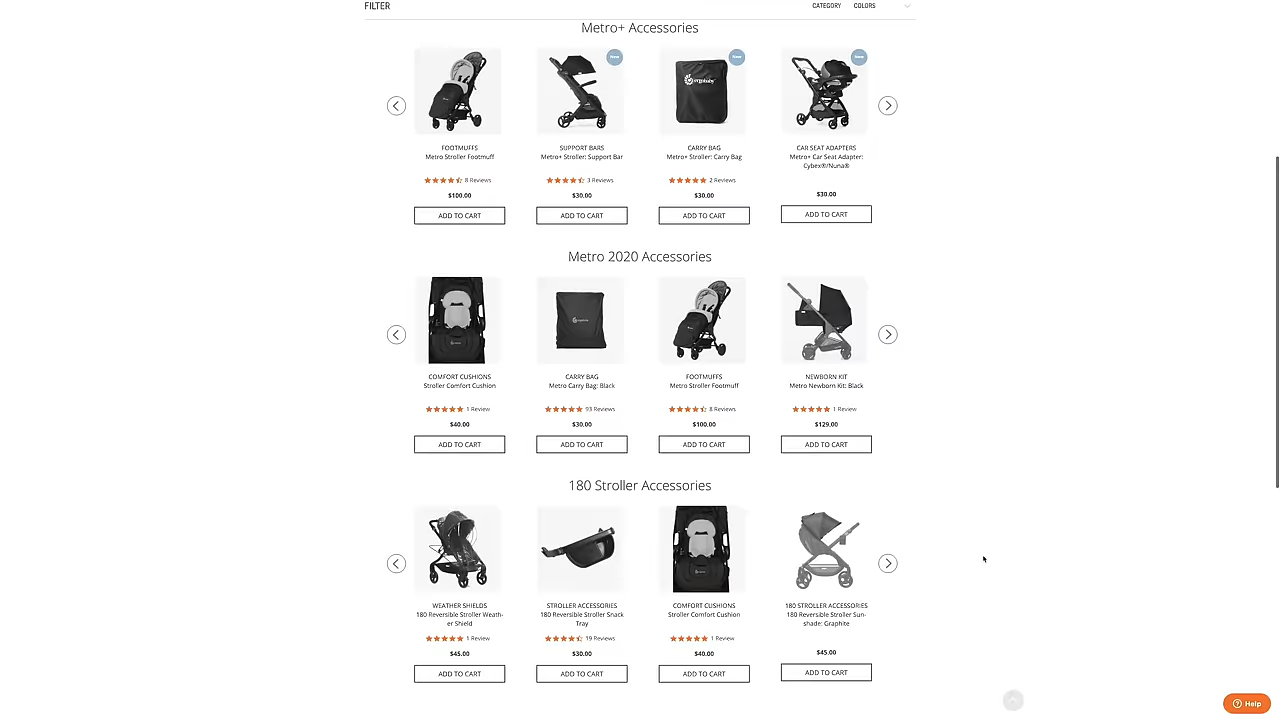 FILTER
CATEGORY COLORS
Metro+ Accessories
New New New
ergobaby
FOOTMUFFS
Metro Stroller Footmuff
8 Reviews
$100.00
ADD TO CART
SUPPORT BARS
Metro+ Stroller: Support Bar
3 Reviews
$30.00
ADD TO CART
CARRY BAG
Metro+ Stroller: Carry Bag
2 Reviews
$30.00
ADD TO CART
CAR SEAT ADAPTERS
Metro+ Car Seat Adapter:
Cybex®/Nuna®
$30.00
ADD TO CART
Metro 2020 Accessories
ergobaby
COMFORT CUSHIONS
Stroller Comfort Cushion
1 Review
$40.00
ADD TO CART
CARRY BAG
Metro Carry Bag: Black
93 Reviews
$30.00
ADD TO CART
FOOTMUFFS
Metro Stroller Footmuff
8 Reviews
$100.00
ADD TO CART
NEWBORN KIT
Metro Newborn Kit: Black
1 Review
$129.00
ADD TO CART
180 Stroller Accessories
WEATHER SHIELDS
180 Reversible Stroller Weath-
er Shield
1 Review
$45.00
ADD TO CART
STROLLER ACCESSORIES
180 Reversible Stroller Snack
Tray
19 Reviews
$30.00
ADD TO CART
COMFORT CUSHIONS
Stroller Comfort Cushion
1 Review
$40.00
ADD TO CART
180 STROLLER ACCESSORIES
180 Reversible Stroller Sun-
shade: Graphite
$45.00
ADD TO CART
Help